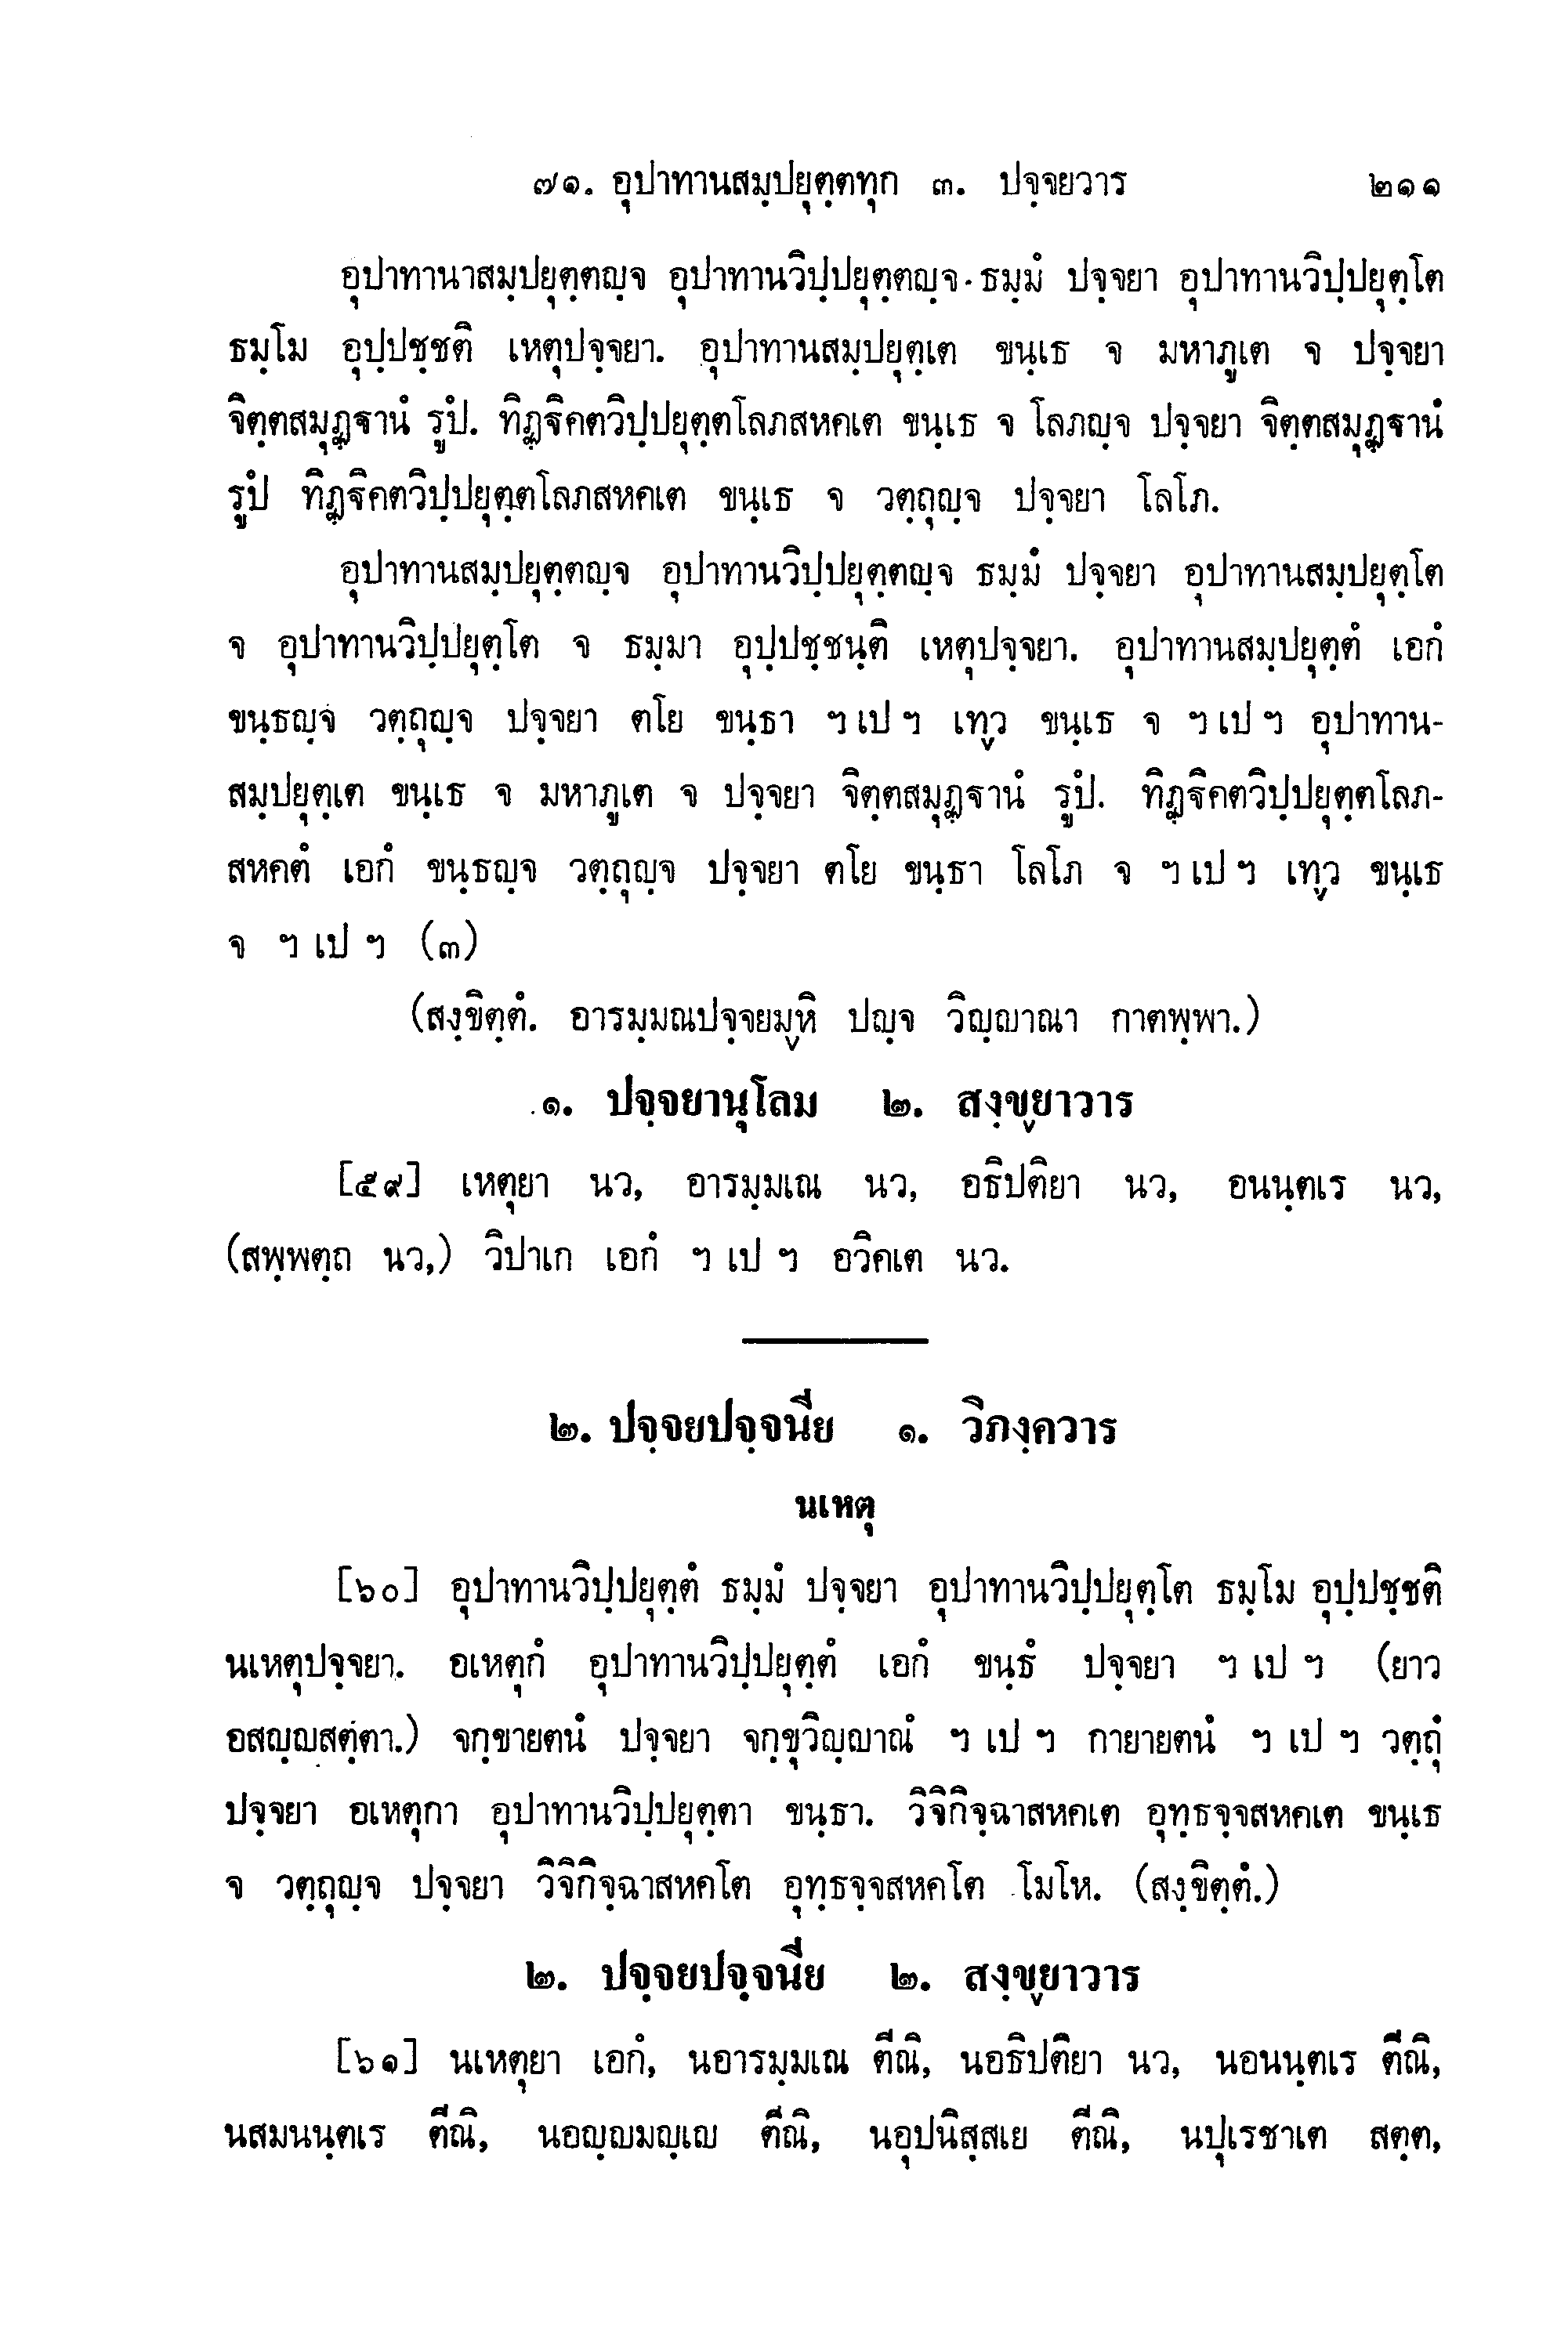 ๗๑. อุปาทานสมฺปยุตฺตทุก ๓. ปจฺจยวาร ๒๑๑
อุปาทานาสมฺปยุตฺตญฺจ อุปาทานวิปฺปยุตฺตญฺจ ธมฺมํ ปจฺจยา อุปาทานวิปฺปยุตฺโต
ธมฺโม อุปฺปชฺชติ เหตุปจฺจยา. อุปาทานสมฺปยุตฺเต ขนฺเธ จ มหาภูเต จ ปจฺจยา
จิตฺตสมุฏฺฐานํ รูปํ. ทิฏฺฐิคตวิปฺปยุตฺตโลภสหคเต ขนฺเธ จ โลภญฺจ ปจฺจยา จิตฺตสมุฏฺฐานํ
รูปํ ทิฏฺฐิคตวิปฺปยุตฺตโลภสหคเต ขนฺเธ จ วตฺถุญฺจ ปจฺจยา โลโภ.
อุปาทานสมฺปยุตฺตญฺจ อุปาทานวิปฺปยุตฺตญฺจ ธมฺมํ ปจฺจยา อุปาทานสมฺปยุตฺโต
จ อุปาทานวิปฺปยุตฺโต จ ธมฺมา อุปฺปชฺชนฺติ เหตุปจฺจยา. อุปาทานสมฺปยุตฺตํ เอกํ
ขนฺธญฺจ วตฺถุญฺจ ปจฺจยา ตโย ขนฺธา ฯ เป ฯ เทฺว ขนฺเธ จ ฯ เป ฯ อุปาทาน-
สมฺปยุตฺเต ขนฺเธ จ มหาภูเต จ ปจฺจยา จิตฺตสมุฏฺฐานํ รูปํ. ทิฏฺฐิคตวิปฺปยุตฺตโลภ-
สหคตํ เอกํ ขนฺธญฺจ วตฺถุญฺจ ปจฺจยา ตโย ขนฺธา โลโภ จ ฯ เป ฯ เทฺว ขนฺเธ
จ ฯ เป ฯ (๓)
(สงฺขิตฺตํ. อารมฺมณปจฺจยมฺหิ ปญฺจ วิญฺญาณา กาตพฺพา.)
๑. ปจฺจยานุโลม ๒. สงฺขฺยาวาร
[๕๙] เหตุยา นว, อารมฺมเณ นว, อธิปติยา นว, อนนฺตเร นว,
(สพฺพตฺถ นว,) วิปาเก เอกํ ฯ เป ฯ อวิคเต นว.
๒. ปจฺจยปจฺจนีย ๑. วิภงฺควาร
นเหตุ
[๖๐] อุปาทานวิปฺปยุตฺตํ ธมฺมํ ปจฺจยา อุปาทานวิปฺปยุตฺโต ธมฺโม อุปฺปชฺชติ
นเหตุปจฺจยา. อเหตุกํ อุปาทานวิปฺปยุตฺตํ เอกํ ขนฺธํ ปจฺจยา ฯ เป ฯ (ยาว
อสญฺญสตฺตา.) จกฺขายตนํ ปจฺจยา จกฺขุวิญฺญาณํ ฯ เป ฯ กายายตนํ ฯ เป ฯ วตฺถุํ
ปจฺจยา อเหตุกา อุปาทานวิปฺปยุตฺตา ขนฺธา. วิจิกิจฺฉาสหคเต อุทฺธจฺจสหคเต ขนฺเธ
จ วตฺถุญฺจ ปจฺจยา วิจิกิจฺฉาสหคโต อุทฺธจฺจสหคโต โมโห. (สงฺขิตฺตํ.)
๒. ปจฺจยปจฺจนีย ๒. สงฺขฺยาวาร
[๖๑] นเหตุยา เอกํ, นอารมฺมเณ ตีณิ, นอธิปติยา นว, นอนนฺตเร ตีณิ,
นสมนนฺตเร ตีณิ, นอญฺญมญฺเญ ตีณิ, นอุปนิสฺสเย ตีณิ, นปุเรชาเต สตฺต,